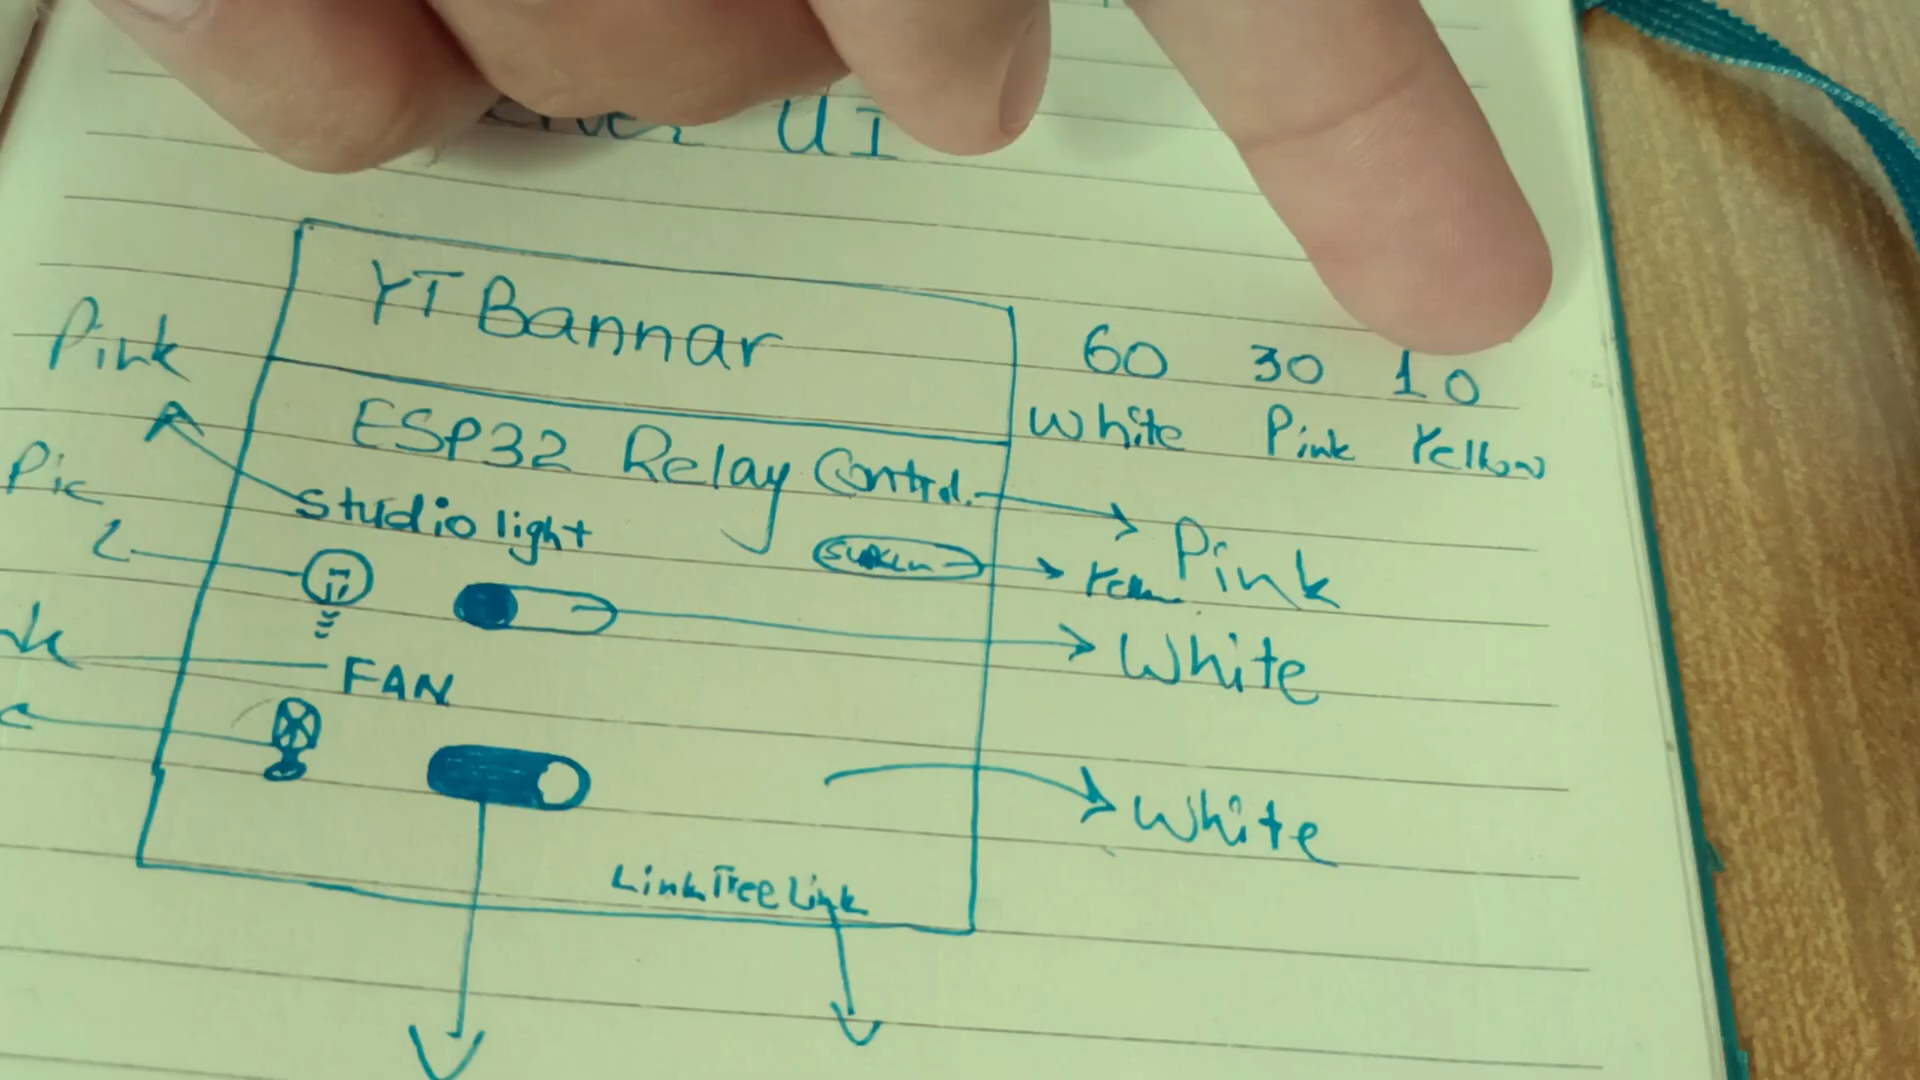 UI
YT Bannar
60 30 10
White Pink Yellow
Pink
ESP32 Relay Control.
Pink
Pic
Studio light
White
FAN
White
LinkTree Link